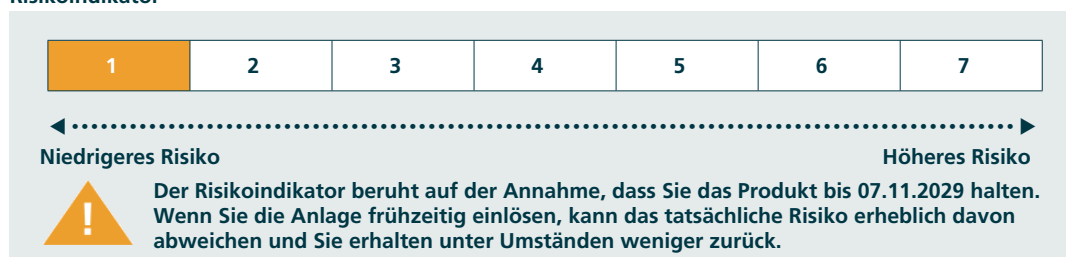 Risikoindikator
1 2 3 4 5 6 7
Niedrigeres Risiko Höheres Risiko
! Der Risikoindikator beruht auf der Annahme, dass Sie das Produkt bis 07.11.2029 halten.
Wenn Sie die Anlage frühzeitig einlösen, kann das tatsächliche Risiko erheblich davon
abweichen und Sie erhalten unter Umständen weniger zurück.